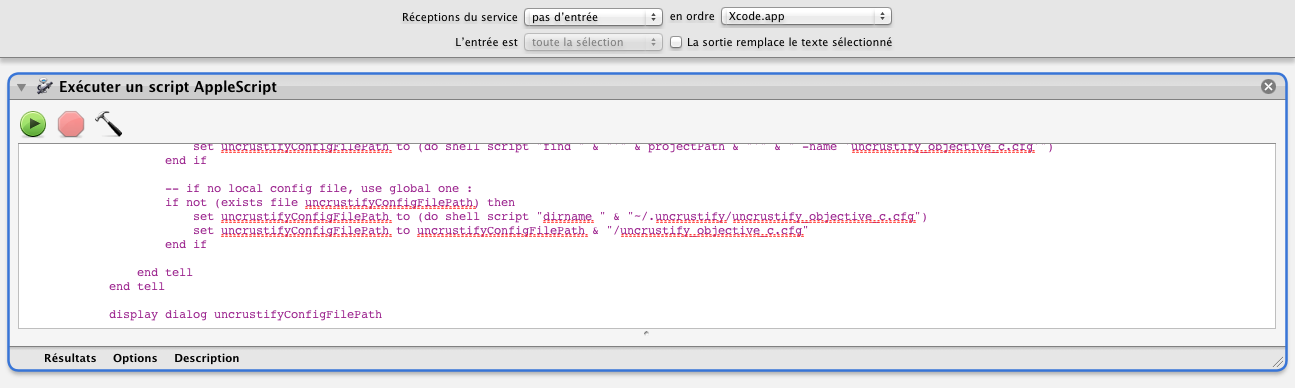 Réceptions du service pas d'entrée en ordre Xcode.app
L'entrée est toute la sélection La sortie remplace le texte sélectionné
Exécuter un script AppleScript
set uncrustifyConfigFilePath to (do shell script "find " & "'" & projectPath & "'" & " -name uncrustify_objective_c.cfg ")
end if
-- if no local config file, use global one :
if not (exists file uncrustifyConfigFilePath) then
set uncrustifyConfigFilePath to (do shell script "dirname " & "~/.uncrustify/uncrustify_objective_c.cfg")
set uncrustifyConfigFilePath to uncrustifyConfigFilePath & "/uncrustify_objective_c.cfg"
end if
end tell
end tell
display dialog uncrustifyConfigFilePath
Résultats Options Description